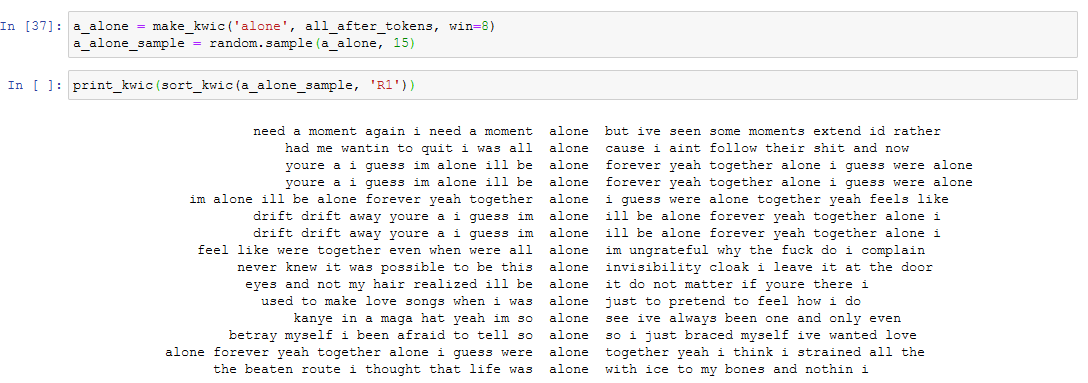 In [37]: a_alone = make_kwic('alone', all_after_tokens, win=8)
a_alone_sample = random.sample(a_alone, 15)
In [ ]: print_kwic(sort_kwic(a_alone_sample, 'R1'))
need a moment again i need a moment alone but ive seen some moments extend id rather
had me wantin to quit i was all alone cause i aint follow their shit and now
youre a i guess im alone ill be alone forever yeah together alone i guess were alone
youre a i guess im alone ill be alone forever yeah together alone i guess were alone
im alone ill be alone forever yeah together alone i guess were alone together yeah feels like
drift drift away youre a i guess im alone ill be alone forever yeah together alone i
drift drift away youre a i guess im alone ill be alone forever yeah together alone i
feel like were together even when were all alone im ungrateful why the fuck do i complain
never knew it was possible to be this alone invisibility cloak i leave it at the door
eyes and not my hair realized ill be alone it do not matter if youre there i
used to make love songs when i was alone just to pretend to feel how i do
kanye in a maga hat yeah im so alone see ive always been one and only even
betray myself i been afraid to tell so alone so i just braced myself ive wanted love
alone forever yeah together alone i guess were alone together yeah i think i strained all the
the beaten route i thought that life was alone with ice to my bones and nothin i